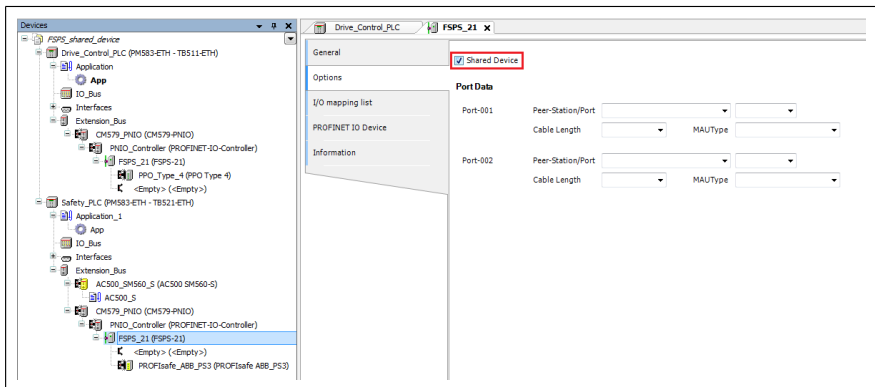 Devices
FSPS_shared_device
Drive_Control_PLC (PM583-ETH - TB511-ETH)
Application
App
IO_Bus
Interfaces
Extension_Bus
CM579_PNIO (CM579-PNIO)
PNIO_Controller (PROFINET-IO-Controller)
FSPS_21 (FSPS-21)
PPO_Type_4 (PPO Type 4)
<Empty> (<Empty>)
Safety_PLC (PM583-ETH - TB521-ETH)
Application_1
App
IO_Bus
Interfaces
Extension_Bus
AC500_SM560_S (AC500 SM560-S)
AC500_S
CM579_PNIO (CM579-PNIO)
PNIO_Controller (PROFINET-IO-Controller)
FSPS_21 (FSPS-21)
<Empty> (<Empty>)
PROFIsafe_ABB_PS3 (PROFIsafe ABB_PS3)
Drive_Control_PLC
FSPS_21
General
Options
I/O mapping list
PROFINET IO Device
Information
Shared Device
Port Data
Port-001 Peer-Station/Port
Cable Length MAUType
Port-002 Peer-Station/Port
Cable Length MAUType